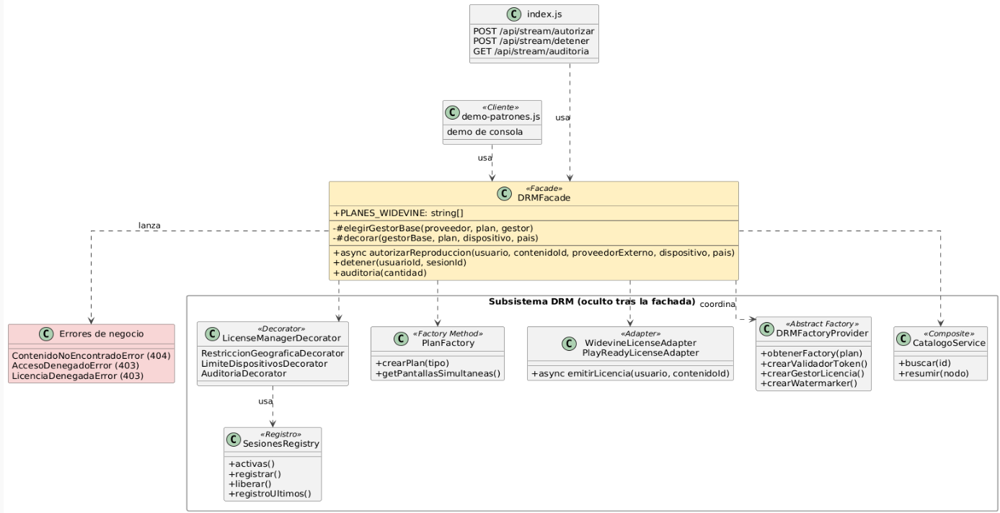 C index.js
POST /api/stream/autorizar
POST /api/stream/detener
GET /api/stream/auditoria
usa
«Cliente»
C demo-patrones.js
demo de consola
usa
«Facade»
C DRMFacade
+PLANES_WIDEVINE: string[]
-#elegirGestorBase(proveedor, plan, gestor)
-#decorar(gestorBase, plan, dispositivo, pais)
+async autorizarReproduccion(usuario, contenidoId, proveedorExterno, dispositivo, pais)
+detener(usuarioId, sesionId)
+auditoria(cantidad)
lanza
C Errores de negocio
ContenidoNoEncontradoError (404)
AccesoDenegadoError (403)
LicenciaDenegadaError (403)
Subsistema DRM (oculto tras la fachada)
coordina
«Decorator»
C LicenseManagerDecorator
RestriccionGeograficaDecorator
LimiteDispositivosDecorator
AuditoriaDecorator
«Factory Method»
C PlanFactory
+crearPlan(tipo)
+getPantallasSimultaneas()
«Adapter»
C WidevineLicenseAdapter
PlayReadyLicenseAdapter
+async emitirLicencia(usuario, contenidoId)
«Abstract Factory»
C DRMFactoryProvider
+obtenerFactory(plan)
+crearValidadorToken()
+crearGestorLicencia()
+crearWatermarker()
«Composite»
C CatalogoService
+buscar(id)
+resumir(nodo)
usa
«Registro»
C SesionesRegistry
+activas()
+registrar()
+liberar()
+registroUltimos()